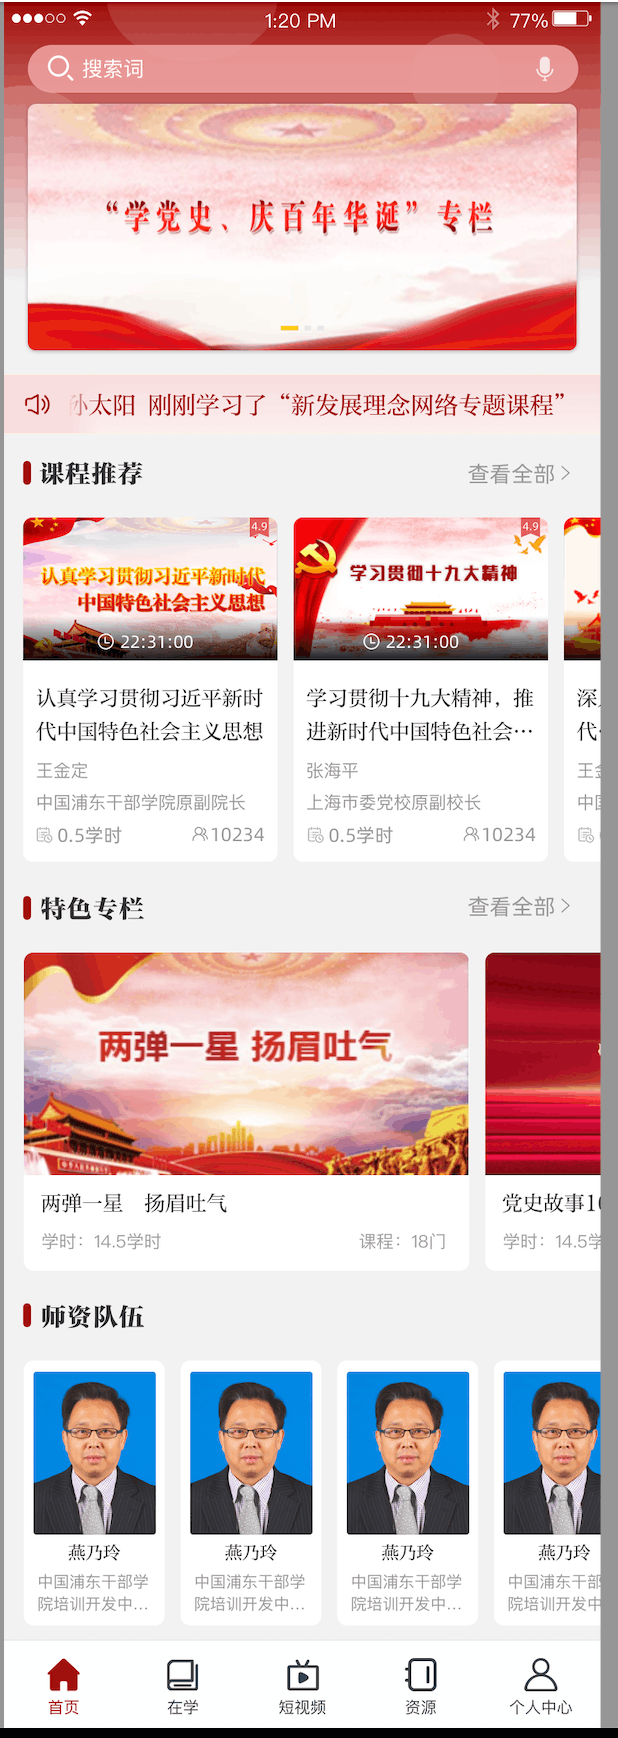 1:20 PM
77%
搜索词
“学党史、庆百年华诞”专栏
孙太阳 刚刚学习了“新发展理念网络专题课程”
课程推荐
查看全部
4.9
认真学习贯彻习近平新时代
中国特色社会主义思想
22:31:00
认真学习贯彻习近平新时
代中国特色社会主义思想
王金定
中国浦东干部学院原副院长
0.5学时
10234
4.9
学习贯彻十九大精神
22:31:00
学习贯彻十九大精神，推
进新时代中国特色社会…
张海平
上海市委党校原副校长
0.5学时
10234
深
代
王
中
特色专栏
查看全部
两弹一星 扬眉吐气
两弹一星 扬眉吐气
学时：14.5学时
课程：18门
党史故事10
学时：14.5学
师资队伍
燕乃玲
中国浦东干部学
院培训开发中...
燕乃玲
中国浦东干部学
院培训开发中...
燕乃玲
中国浦东干部学
院培训开发中...
燕乃玲
中国浦东干部
院培训开发中
首页
在学
短视频
资源
个人中心